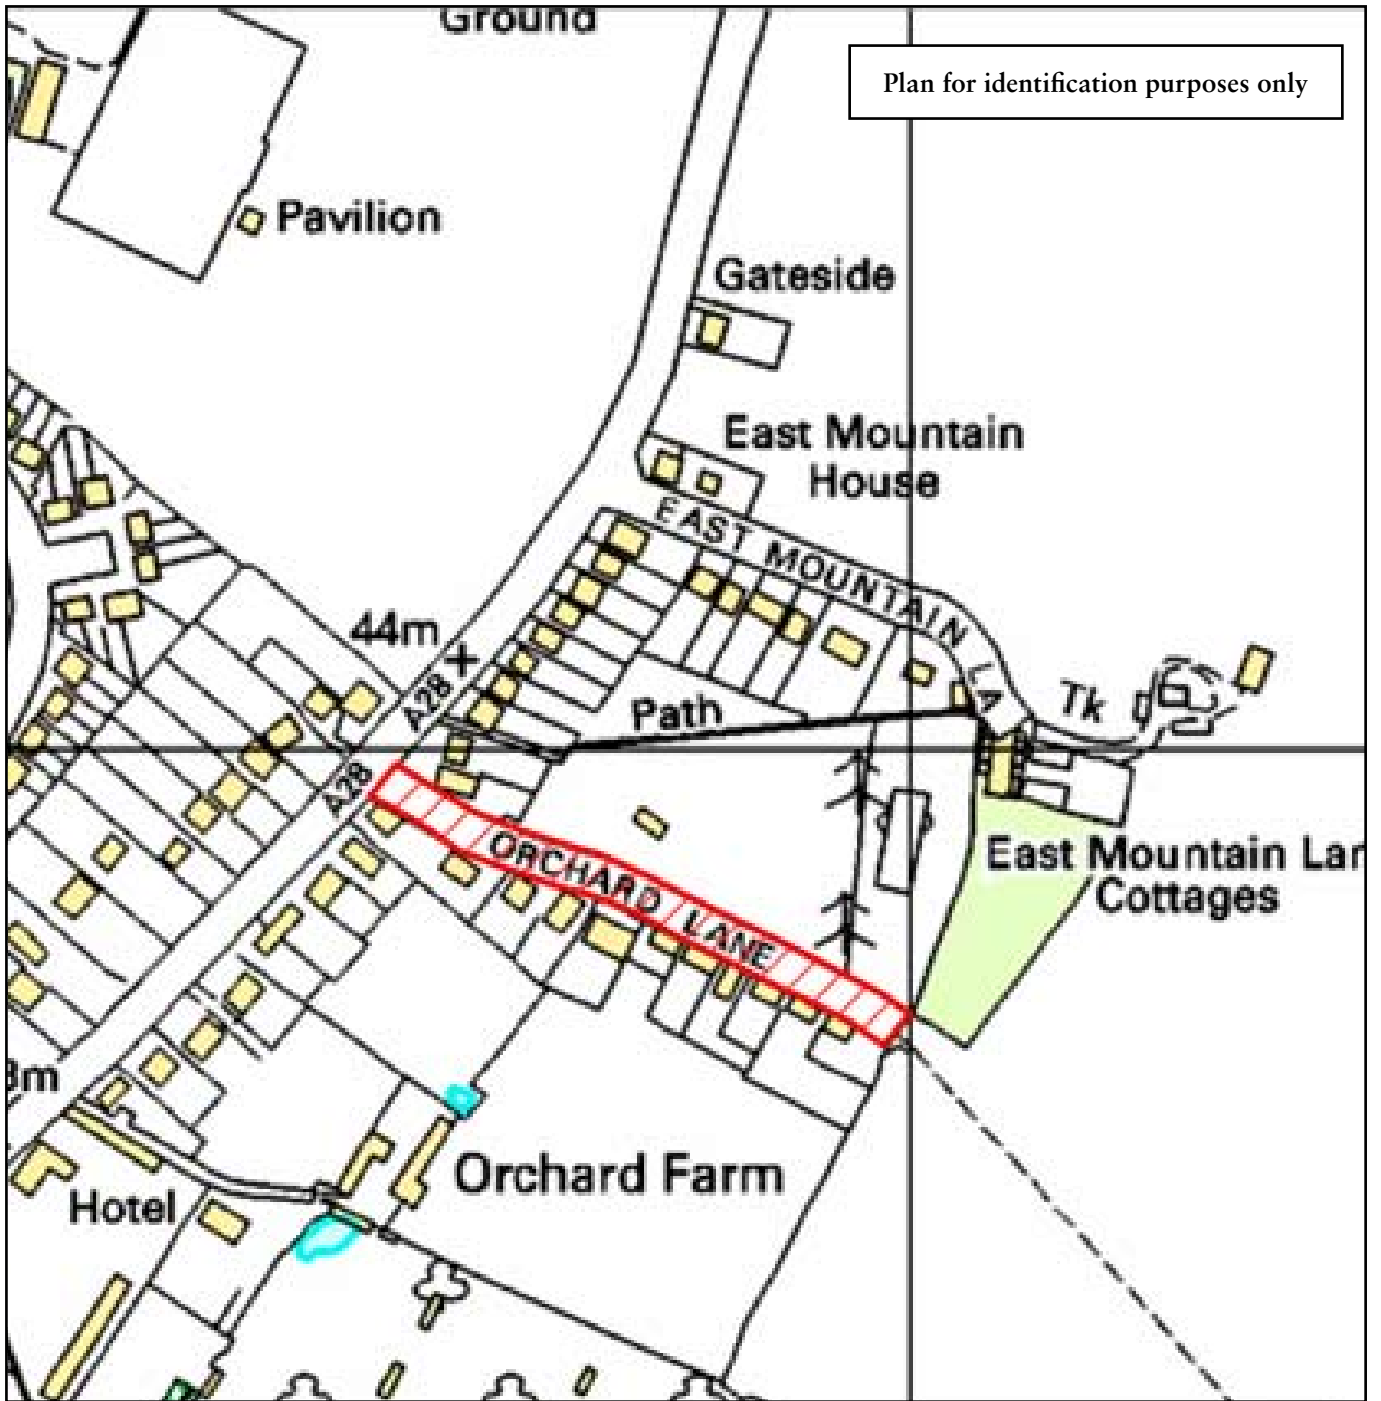 Ground
Plan for identification purposes only
Pavilion
Gateside
East Mountain
House
EAST MOUNTAIN LA
44m
A28
Path
Tk
A28
ORCHARD LANE
East Mountain Lan
Cottages
3m
Orchard Farm
Hotel